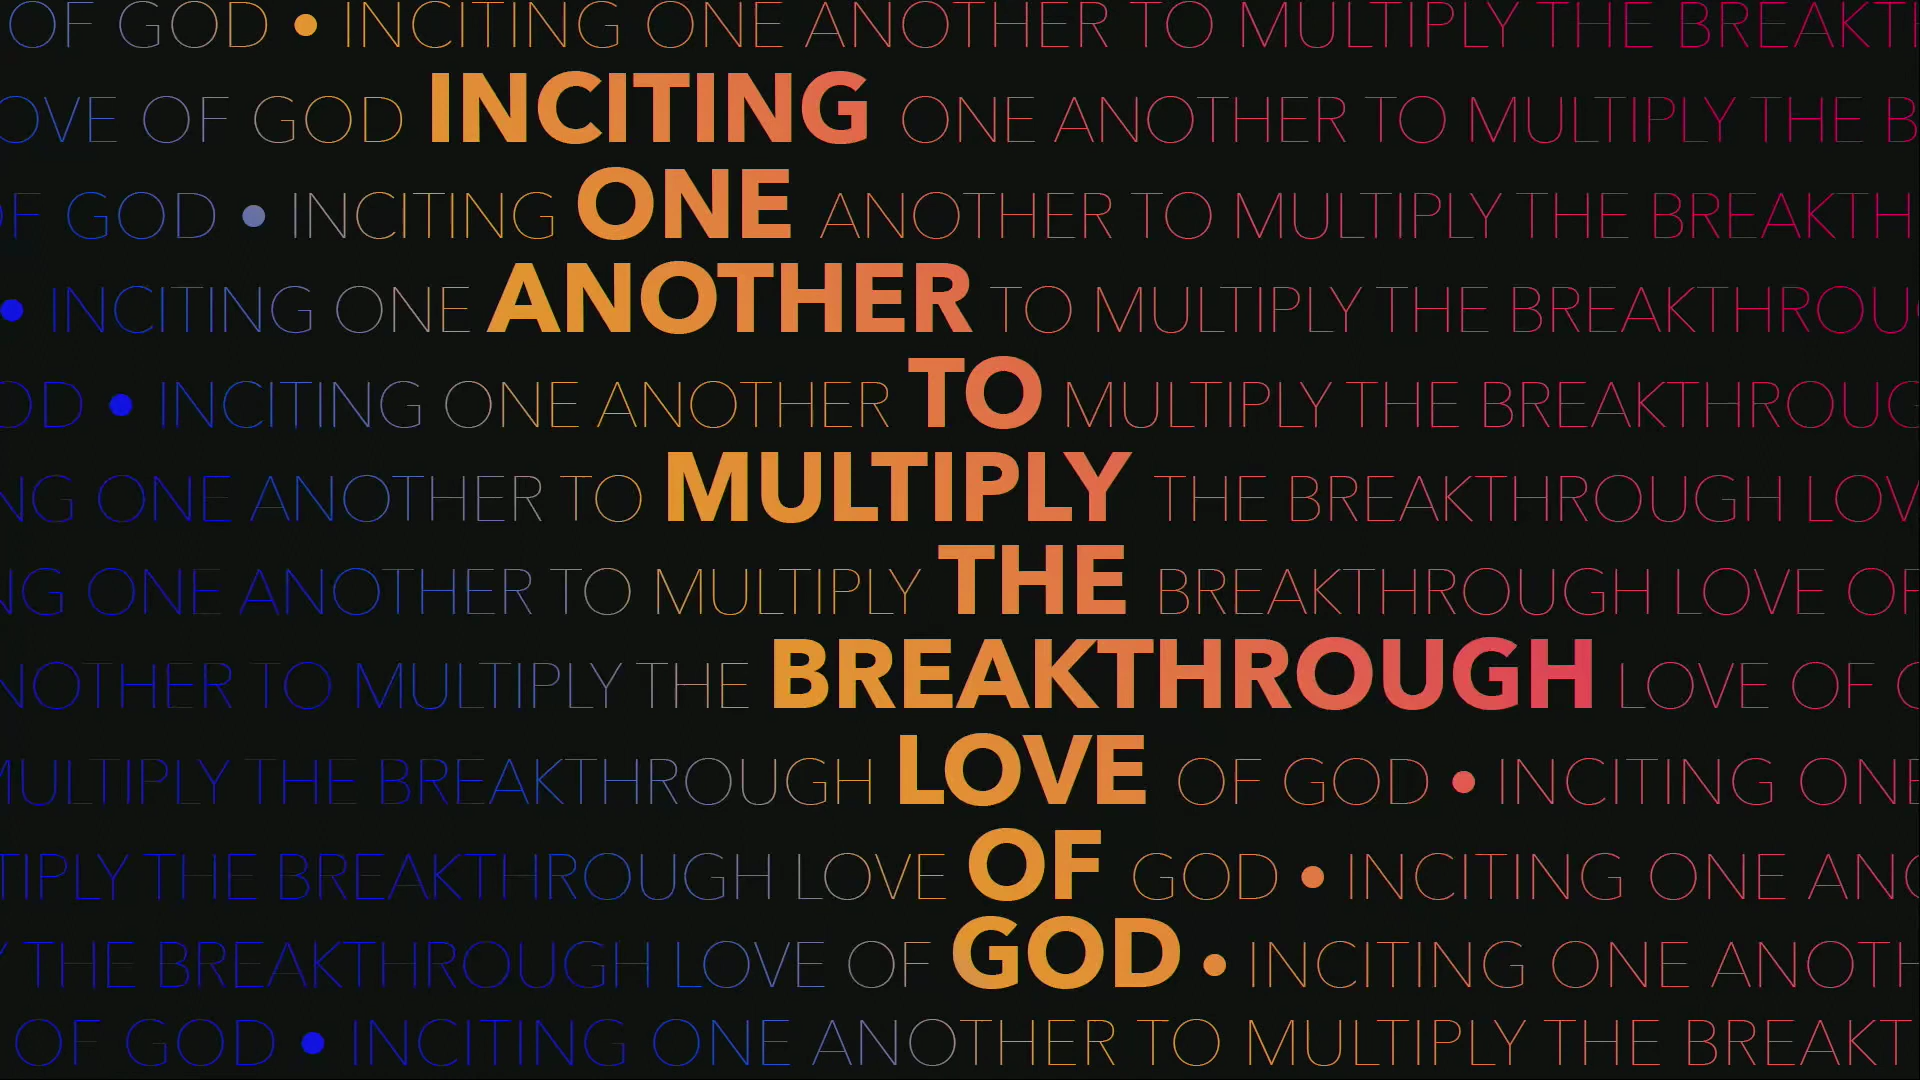 OF GOD • INCITING ONE ANOTHER TO MULTIPLY THE BREAKT
OVE OF GOD INCITING ONE ANOTHER TO MULTIPLY THE B
OF GOD • INCITING ONE ANOTHER TO MULTIPLY THE BREAKTH
• INCITING ONE ANOTHER TO MULTIPLY THE BREAKTHROU
OD • INCITING ONE ANOTHER TO MULTIPLY THE BREAKTHROUG
NG ONE ANOTHER TO MULTIPLY THE BREAKTHROUGH LOV
NG ONE ANOTHER TO MULTIPLY THE BREAKTHROUGH LOVE OF
NOTHER TO MULTIPLY THE BREAKTHROUGH LOVE OF G
MULTIPLY THE BREAKTHROUGH LOVE OF GOD • INCITING ONE
TIPLY THE BREAKTHROUGH LOVE OF GOD • INCITING ONE ANO
Y THE BREAKTHROUGH LOVE OF GOD • INCITING ONE ANOTH
OF GOD • INCITING ONE ANOTHER TO MULTIPLY THE BREAKT